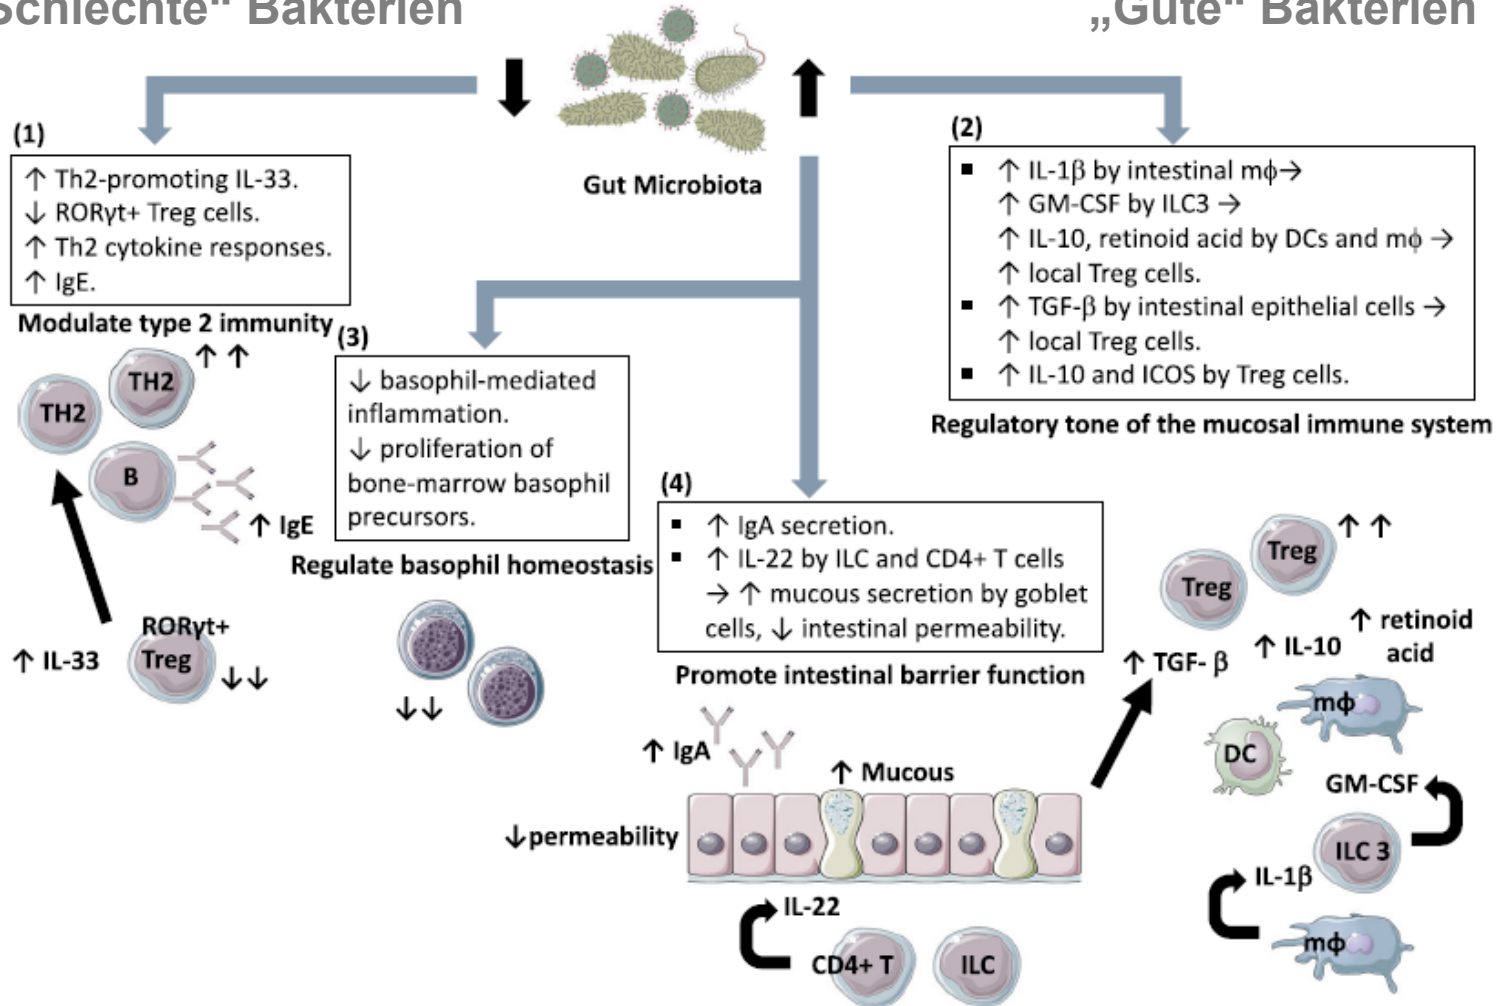 Schlechte“ Bakterien
„Gute“ Bakterien
Gut Microbiota
(1)
↑ Th2-promoting IL-33.
↓ RORγt+ Treg cells.
↑ Th2 cytokine responses.
↑ IgE.
Modulate type 2 immunity
↑ ↑
TH2
TH2
B
↑ IgE
RORγt+
Treg
↑ IL-33
↓↓
(2)
▪ ↑ IL-1β by intestinal mϕ→
↑ GM-CSF by ILC3 →
↑ IL-10, retinoid acid by DCs and mϕ →
↑ local Treg cells.
▪ ↑ TGF-β by intestinal epithelial cells →
↑ local Treg cells.
▪ ↑ IL-10 and ICOS by Treg cells.
Regulatory tone of the mucosal immune system
(3)
↓ basophil-mediated
inflammation.
↓ proliferation of
bone-marrow basophil
precursors.
Regulate basophil homeostasis
↓↓
(4)
▪ ↑ IgA secretion.
▪ ↑ IL-22 by ILC and CD4+ T cells
→ ↑ mucous secretion by goblet
cells, ↓ intestinal permeability.
Promote intestinal barrier function
↑ IgA
↑ Mucous
↓permeability
IL-22
CD4+ T
ILC
Treg
Treg
↑ ↑
↑ retinoid
acid
↑ IL-10
↑ TGF- β
mϕ
DC
GM-CSF
ILC 3
IL-1β
mϕ